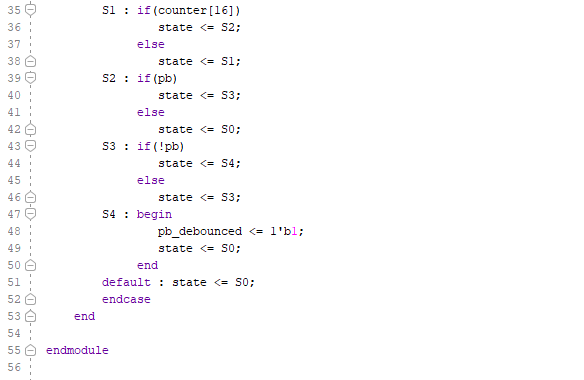 35 S1 : if(counter[16])
36 state <= S2;
37 else
38 state <= S1;
39 S2 : if(pb)
40 state <= S3;
41 else
42 state <= S0;
43 S3 : if(!pb)
44 state <= S4;
45 else
46 state <= S3;
47 S4 : begin
48 pb_debounced <= 1'b1;
49 state <= S0;
50 end
51 default : state <= S0;
52 endcase
53 end
54
55 endmodule
56